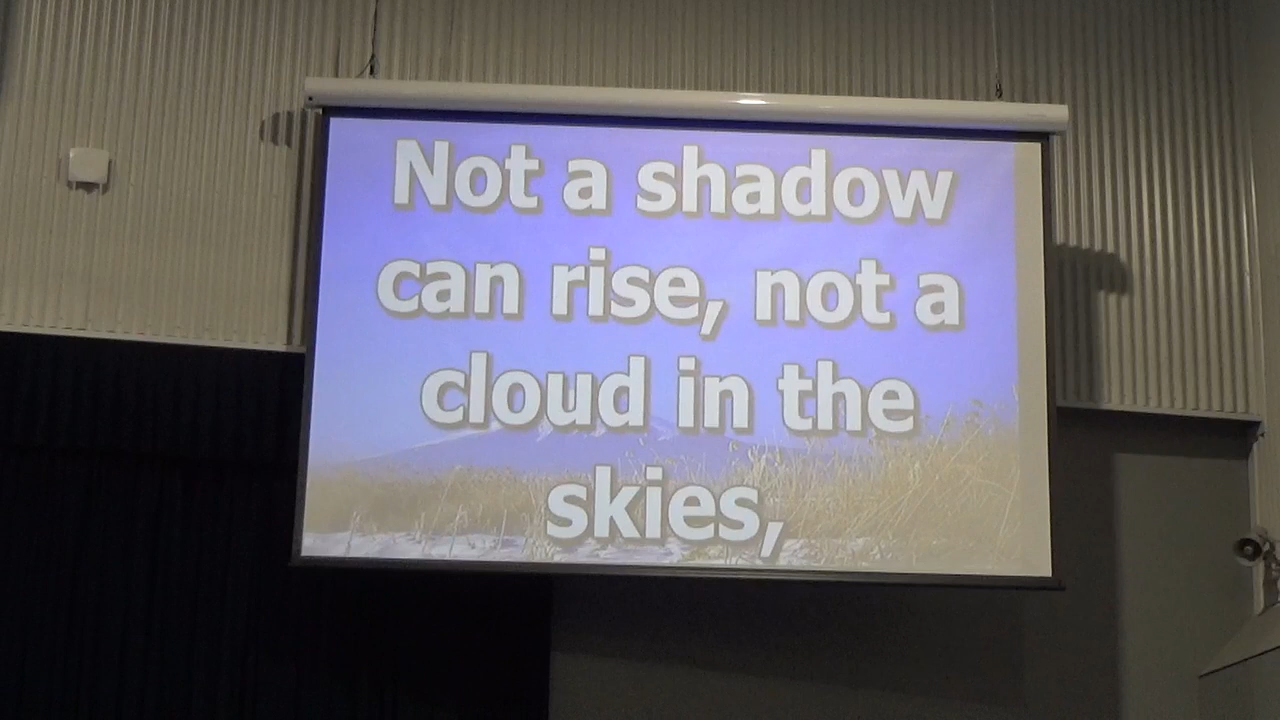 Not a shadow
can rise, not a
cloud in the
skies,